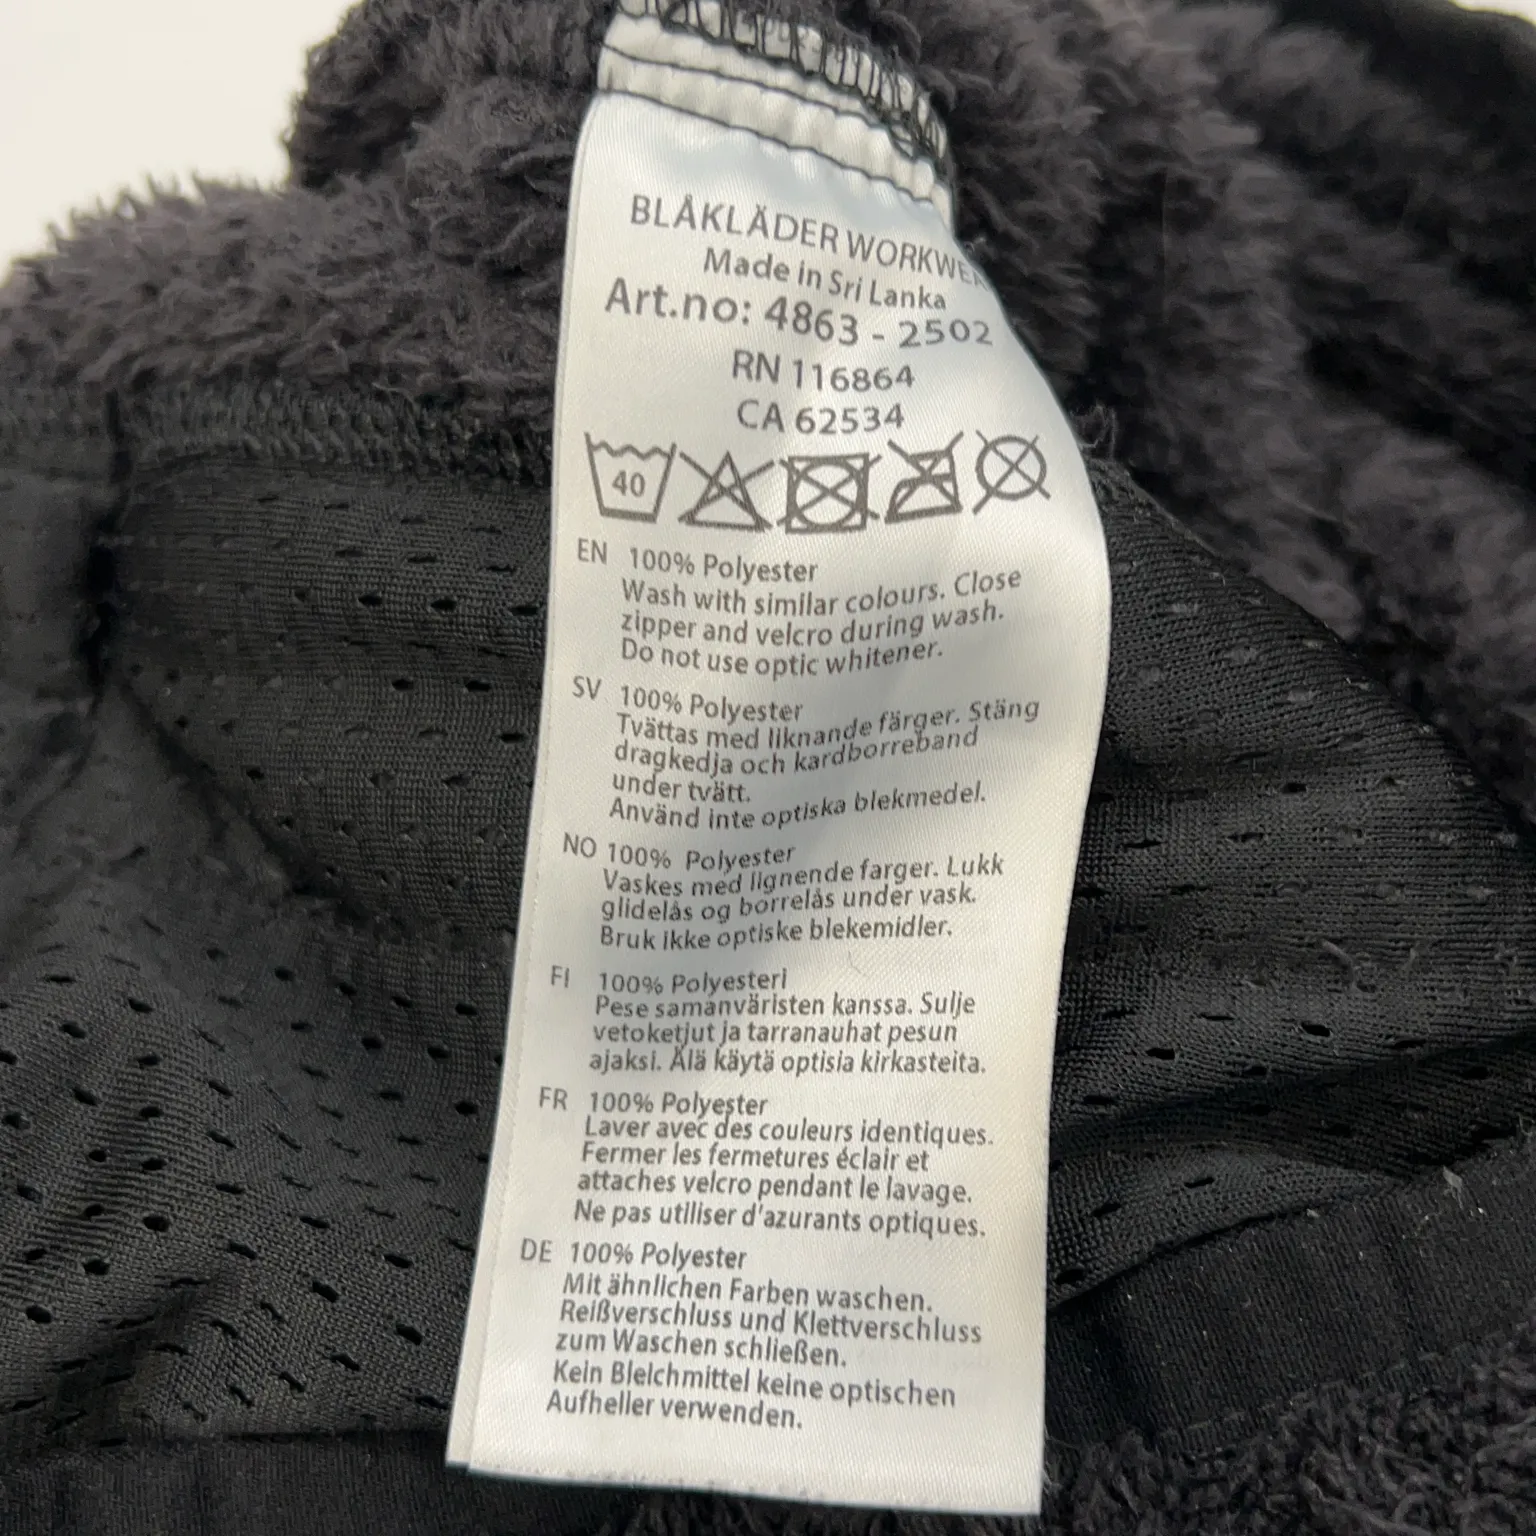 BLÅKLÄDER WORKWEA
Made in Sri Lanka
Art.no: 4863 - 2502
RN 116864
CA 62534
40
EN 100% Polyester
Wash with similar colours. Close
zipper and velcro during wash.
Do not use optic whitener.
SV 100% Polyester
Tvättas med liknande färger. Stäng
dragkedja och kardborreband
under tvätt.
Använd inte optiska blekmedel.
NO 100% Polyester
Vaskes med lignende farger. Lukk
glidelås og borrelås under vask.
Bruk ikke optiske blekemidler.
FI 100% Polyesteri
Pese samanväristen kanssa. Sulje
vetoketjut ja tarranauhat pesun
ajaksi. Älä käytä optisia kirkasteita.
FR 100% Polyester
Laver avec des couleurs identiques.
Fermer les fermetures éclair et
attaches velcro pendant le lavage.
Ne pas utiliser d'azurants optiques.
DE 100% Polyester
Mit ähnlichen Farben waschen.
Reißverschluss und Klettverschluss
zum Waschen schließen.
Kein Bleichmittel keine optischen
Aufheller verwenden.